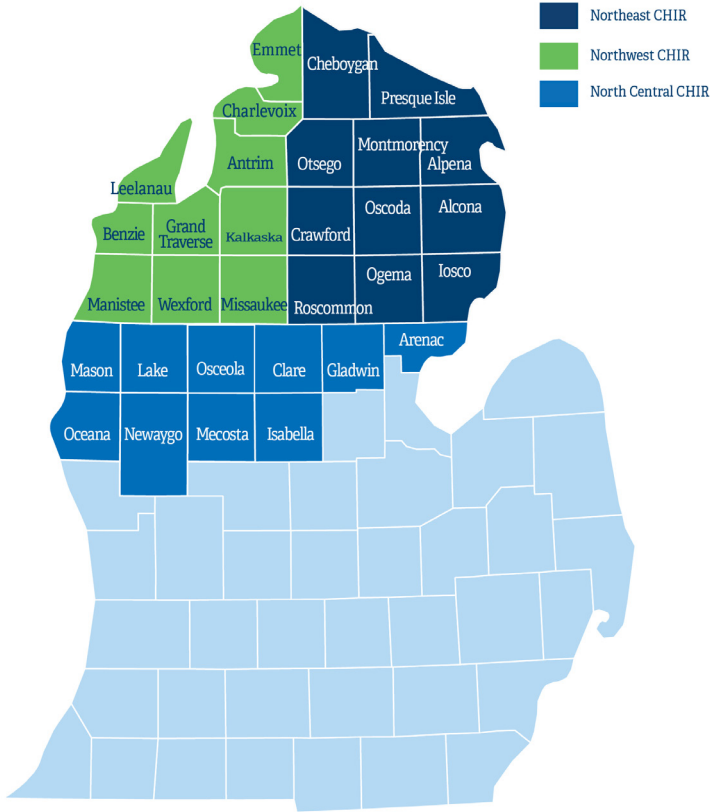 Northeast CHIR
Northwest CHIR
North Central CHIR
Emmet
Cheboygan
Presque Isle
Charlevoix
Antrim
Otsego
Montmorency
Alpena
Leelanau
Benzie
Grand
Traverse
Kalkaska
Crawford
Oscoda
Alcona
Manistee
Wexford
Missaukee
Roscommon
Ogema
Iosco
Mason
Lake
Osceola
Clare
Gladwin
Arenac
Oceana
Newaygo
Mecosta
Isabella